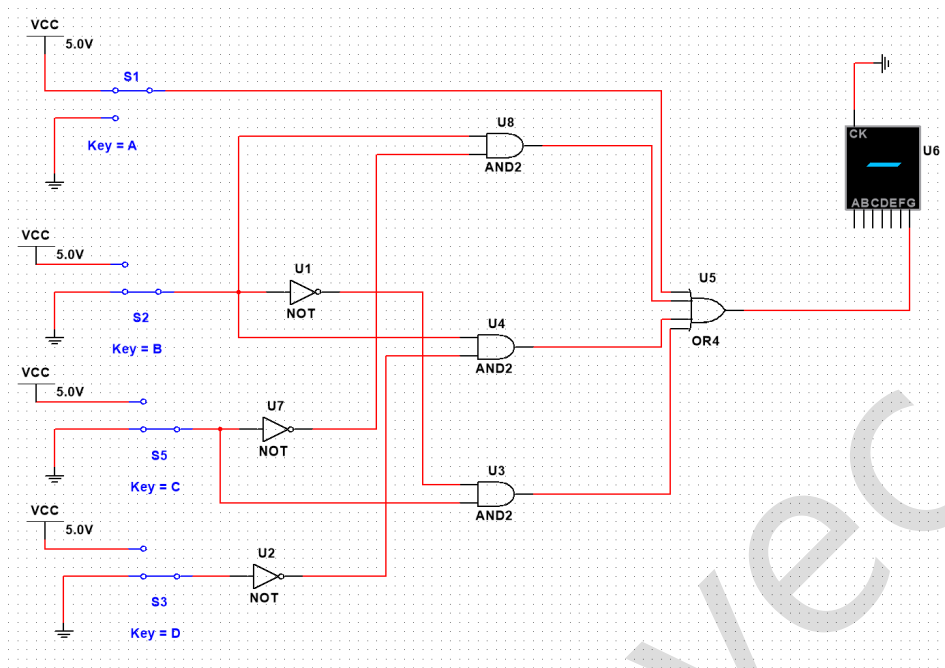 VCC
5.0V
S1
Key = A
U8
AND2
CK
U6
ABCDEFG
VCC
5.0V
U1
NOT
S2
Key = B
U5
OR4
U4
AND2
VCC
5.0V
U7
NOT
S5
Key = C
U3
AND2
VCC
5.0V
U2
NOT
S3
Key = D
yec